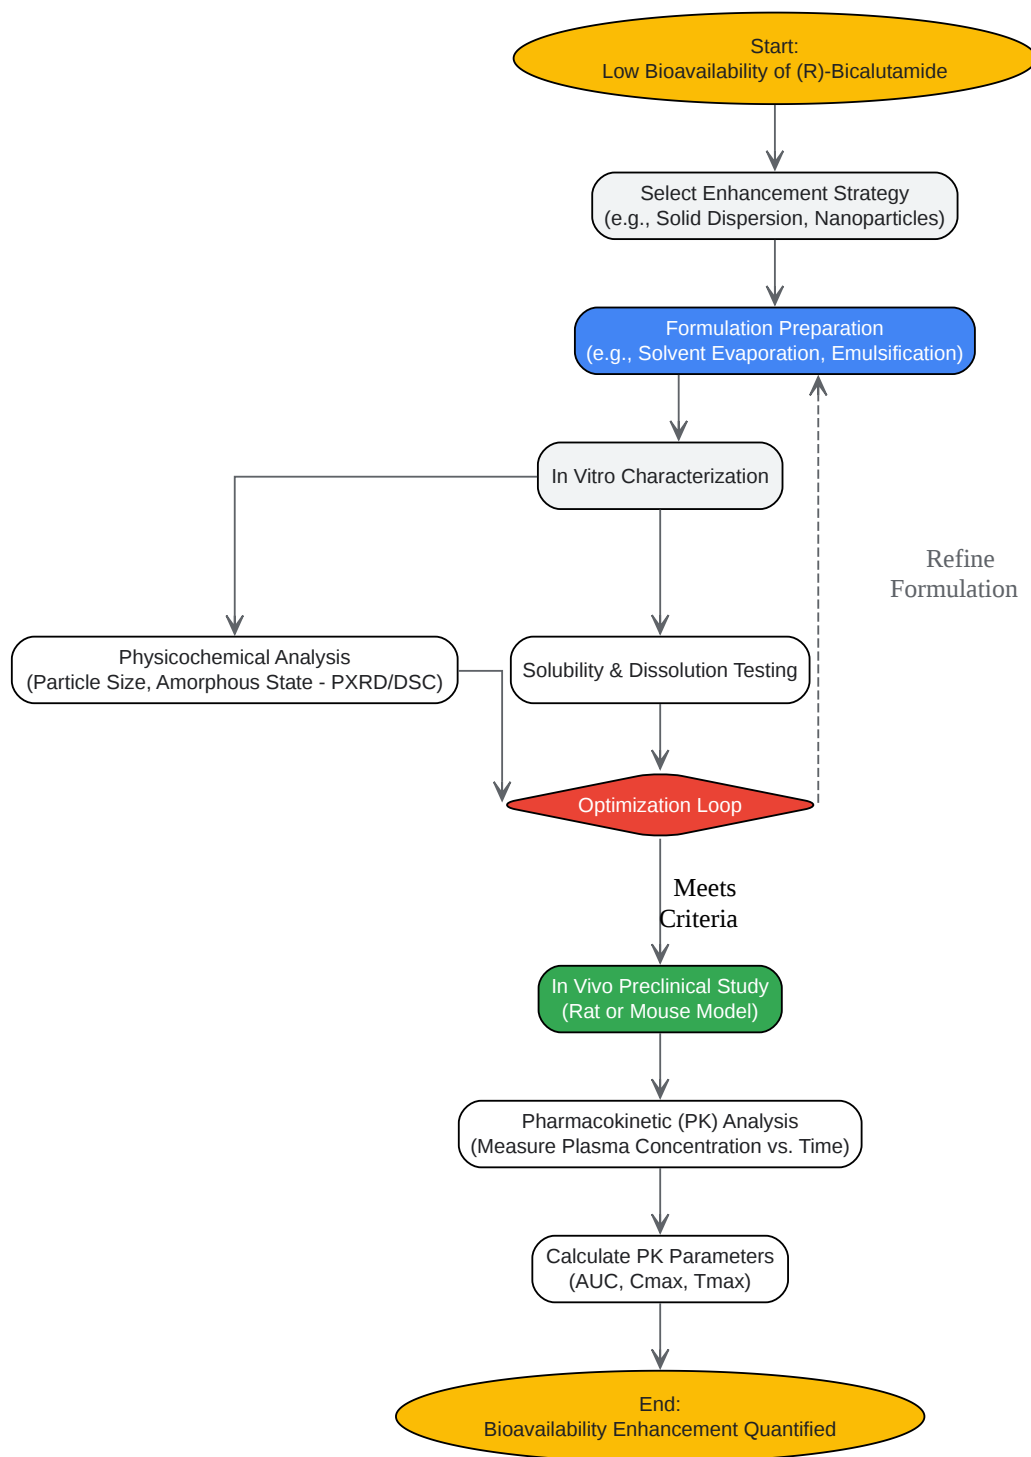 Start:
Low Bioavailability of (R)-Bicalutamide
Select Enhancement Strategy
(e.g., Solid Dispersion, Nanoparticles)
Formulation Preparation
(e.g., Solvent Evaporation, Emulsification)
In Vitro Characterization
Refine
Formulation
Physicochemical Analysis
(Particle Size, Amorphous State - PXRD/DSC)
Solubility & Dissolution Testing
Optimization Loop
Meets
Criteria
In Vivo Preclinical Study
(Rat or Mouse Model)
Pharmacokinetic (PK) Analysis
(Measure Plasma Concentration vs. Time)
Calculate PK Parameters
(AUC, Cmax, Tmax)
End:
Bioavailability Enhancement Quantified